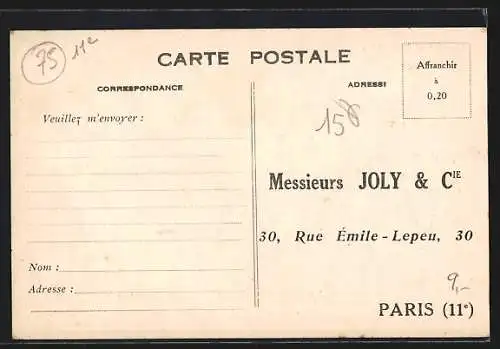 75
11e
CARTE POSTALE
CORRESPONDANCE
ADRESSE
Affranchir
à
0,20
Veuillez m'envoyer :
Nom :
Adresse :
Messieurs JOLY & CIE
30, Rue Émile-Lepeu, 30
9,-
PARIS (11e)